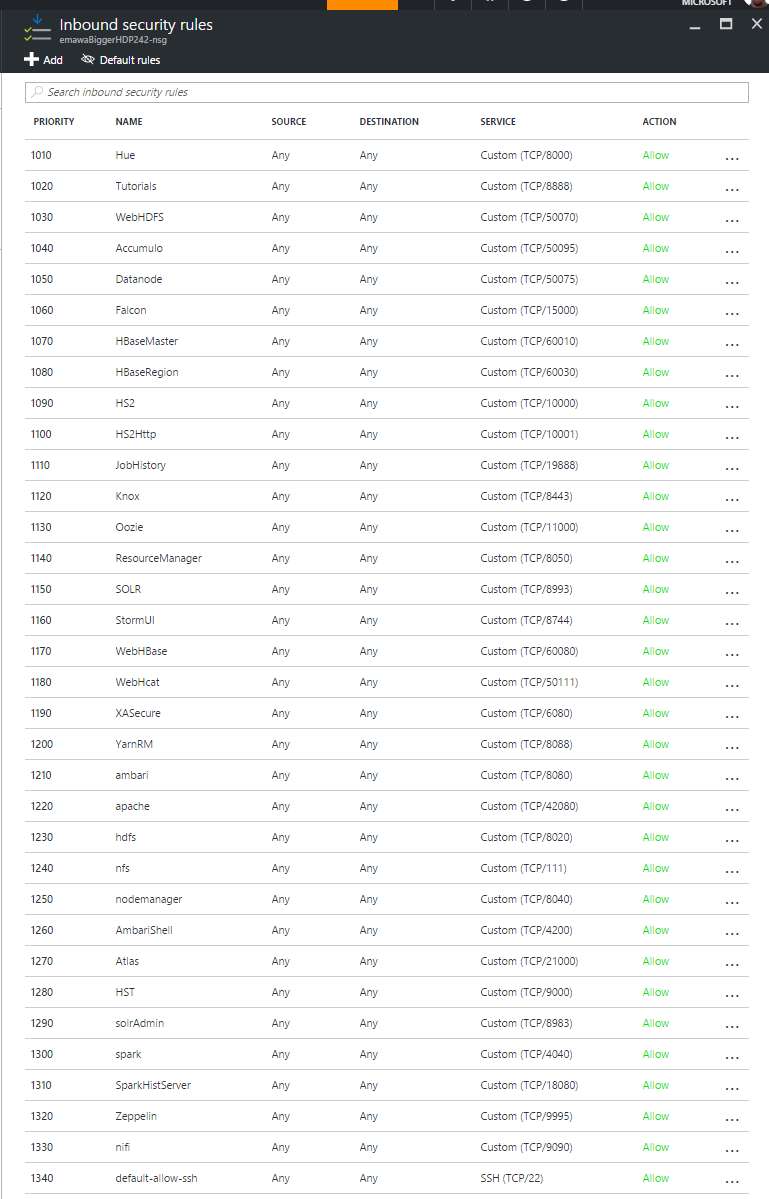 MICROSOFT
Inbound security rules
emawaBiggerHDP242-nsg
Add Default rules
Search inbound security rules
PRIORITY NAME SOURCE DESTINATION SERVICE ACTION
1010 Hue Any Any Custom (TCP/8000) Allow ...
1020 Tutorials Any Any Custom (TCP/8888) Allow ...
1030 WebHDFS Any Any Custom (TCP/50070) Allow ...
1040 Accumulo Any Any Custom (TCP/50095) Allow ...
1050 Datanode Any Any Custom (TCP/50075) Allow ...
1060 Falcon Any Any Custom (TCP/15000) Allow ...
1070 HBaseMaster Any Any Custom (TCP/60010) Allow ...
1080 HBaseRegion Any Any Custom (TCP/60030) Allow ...
1090 HS2 Any Any Custom (TCP/10000) Allow ...
1100 HS2Http Any Any Custom (TCP/10001) Allow ...
1110 JobHistory Any Any Custom (TCP/19888) Allow ...
1120 Knox Any Any Custom (TCP/8443) Allow ...
1130 Oozie Any Any Custom (TCP/11000) Allow ...
1140 ResourceManager Any Any Custom (TCP/8050) Allow ...
1150 SOLR Any Any Custom (TCP/8993) Allow ...
1160 StormUI Any Any Custom (TCP/8744) Allow ...
1170 WebHBase Any Any Custom (TCP/60080) Allow ...
1180 WebHcat Any Any Custom (TCP/50111) Allow ...
1190 XASecure Any Any Custom (TCP/6080) Allow ...
1200 YarnRM Any Any Custom (TCP/8088) Allow ...
1210 ambari Any Any Custom (TCP/8080) Allow ...
1220 apache Any Any Custom (TCP/42080) Allow ...
1230 hdfs Any Any Custom (TCP/8020) Allow ...
1240 nfs Any Any Custom (TCP/111) Allow ...
1250 nodemanager Any Any Custom (TCP/8040) Allow ...
1260 AmbariShell Any Any Custom (TCP/4200) Allow ...
1270 Atlas Any Any Custom (TCP/21000) Allow ...
1280 HST Any Any Custom (TCP/9000) Allow ...
1290 solrAdmin Any Any Custom (TCP/8983) Allow ...
1300 spark Any Any Custom (TCP/4040) Allow ...
1310 SparkHistServer Any Any Custom (TCP/18080) Allow ...
1320 Zeppelin Any Any Custom (TCP/9995) Allow ...
1330 nifi Any Any Custom (TCP/9090) Allow ...
1340 default-allow-ssh Any Any SSH (TCP/22) Allow ...